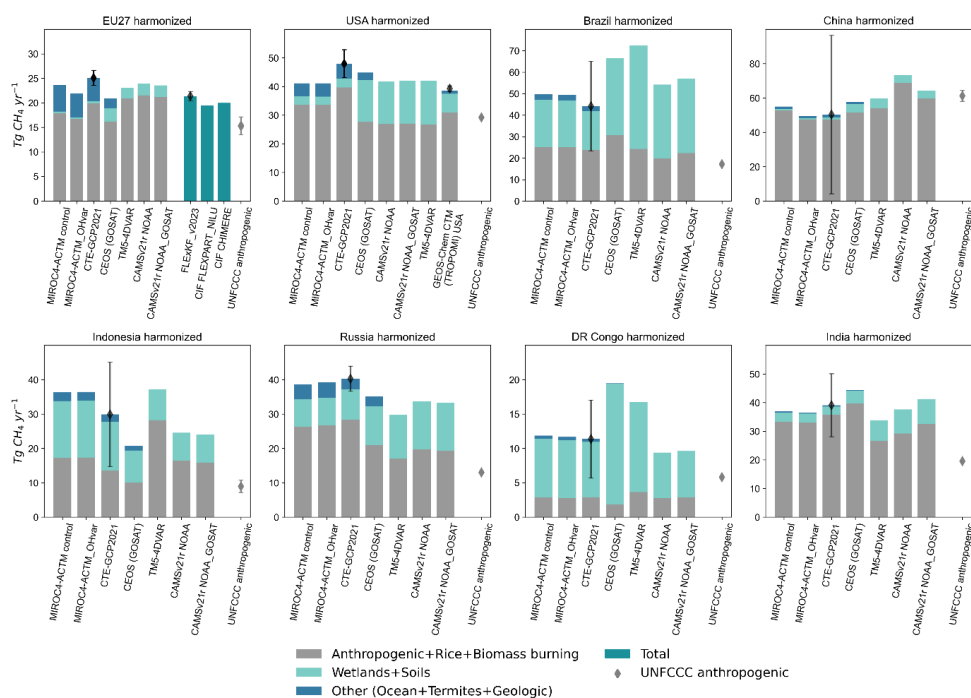 EU27 harmonized
Tg CH4 yr−1
30
25
20
15
10
5
0
MIROC4-ACTM control
MIROC4-ACTM_OHvar
CTE-GCP2021
CEOS (GOSAT)
TM5-4DVAR
CAMSv21r NOAA
CAMSv21r NOAA_GOSAT
FLExKF_v2023
CIF FLEXPART_NILU
CIF CHIMERE
UNFCCC anthropogenic
USA harmonized
50
40
30
20
10
0
MIROC4-ACTM control
MIROC4-ACTM_OHvar
CTE-GCP2021
CEOS (GOSAT)
CAMSv21r NOAA
CAMSv21r NOAA_GOSAT
TM5-4DVAR
GEOS-Chem CTM
(TROPOMI) USA
UNFCCC anthropogenic
Brazil harmonized
70
60
50
40
30
20
10
0
MIROC4-ACTM control
MIROC4-ACTM_OHvar
CTE-GCP2021
CEOS (GOSAT)
TM5-4DVAR
CAMSv21r NOAA
CAMSv21r NOAA_GOSAT
UNFCCC anthropogenic
China harmonized
80
60
40
20
0
MIROC4-ACTM control
MIROC4-ACTM_OHvar
CTE-GCP2021
CEOS (GOSAT)
TM5-4DVAR
CAMSv21r NOAA
CAMSv21r NOAA_GOSAT
UNFCCC anthropogenic
Indonesia harmonized
Tg CH4 yr−1
40
30
20
10
0
MIROC4-ACTM control
MIROC4-ACTM_OHvar
CTE-GCP2021
CEOS (GOSAT)
TM5-4DVAR
CAMSv21r NOAA
CAMSv21r NOAA_GOSAT
UNFCCC anthropogenic
Russia harmonized
40
30
20
10
0
MIROC4-ACTM control
MIROC4-ACTM_OHvar
CTE-GCP2021
CEOS (GOSAT)
TM5-4DVAR
CAMSv21r NOAA
CAMSv21r NOAA_GOSAT
UNFCCC anthropogenic
DR Congo harmonized
20
15
10
5
0
MIROC4-ACTM control
MIROC4-ACTM_OHvar
CTE-GCP2021
CEOS (GOSAT)
TM5-4DVAR
CAMSv21r NOAA
CAMSv21r NOAA_GOSAT
UNFCCC anthropogenic
India harmonized
50
40
30
20
10
0
MIROC4-ACTM control
MIROC4-ACTM_OHvar
CTE-GCP2021
CEOS (GOSAT)
TM5-4DVAR
CAMSv21r NOAA
CAMSv21r NOAA_GOSAT
UNFCCC anthropogenic
Anthropogenic+Rice+Biomass burning
Wetlands+Soils
Other (Ocean+Termites+Geologic)
Total
UNFCCC anthropogenic